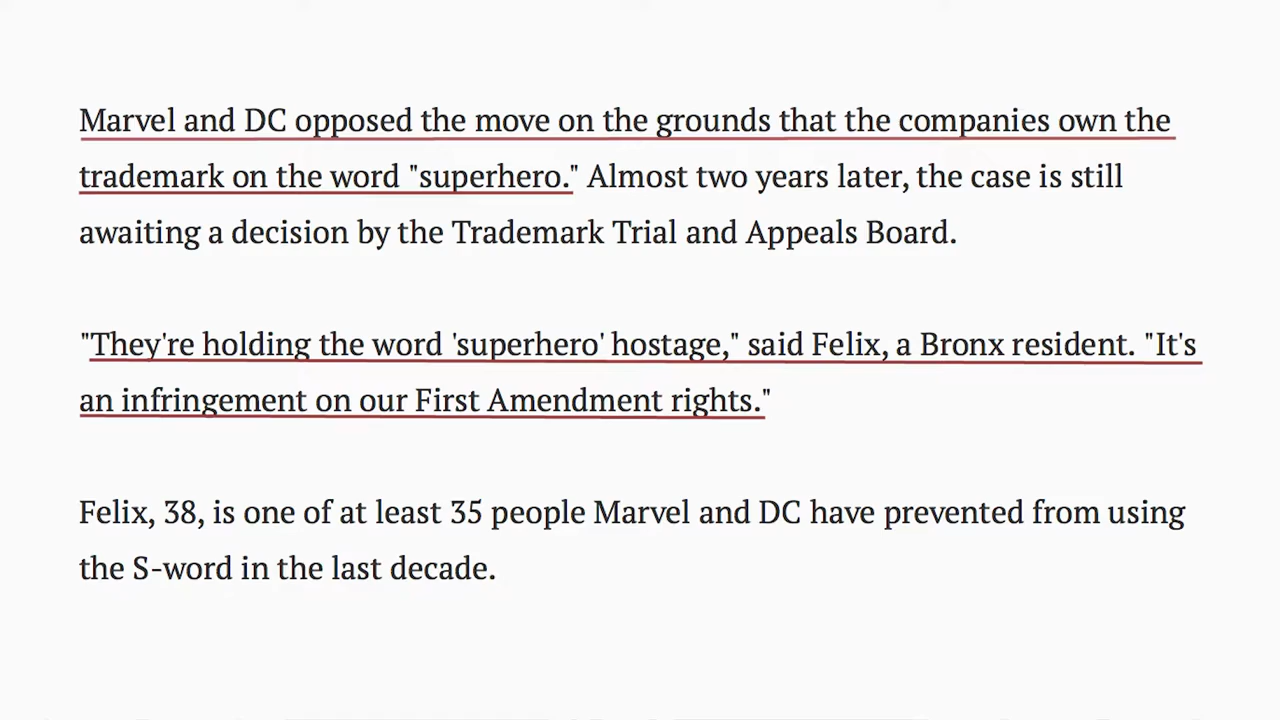 Marvel and DC opposed the move on the grounds that the companies own the
trademark on the word "superhero." Almost two years later, the case is still
awaiting a decision by the Trademark Trial and Appeals Board.
"They're holding the word 'superhero' hostage," said Felix, a Bronx resident. "It's
an infringement on our First Amendment rights."
Felix, 38, is one of at least 35 people Marvel and DC have prevented from using
the S-word in the last decade.